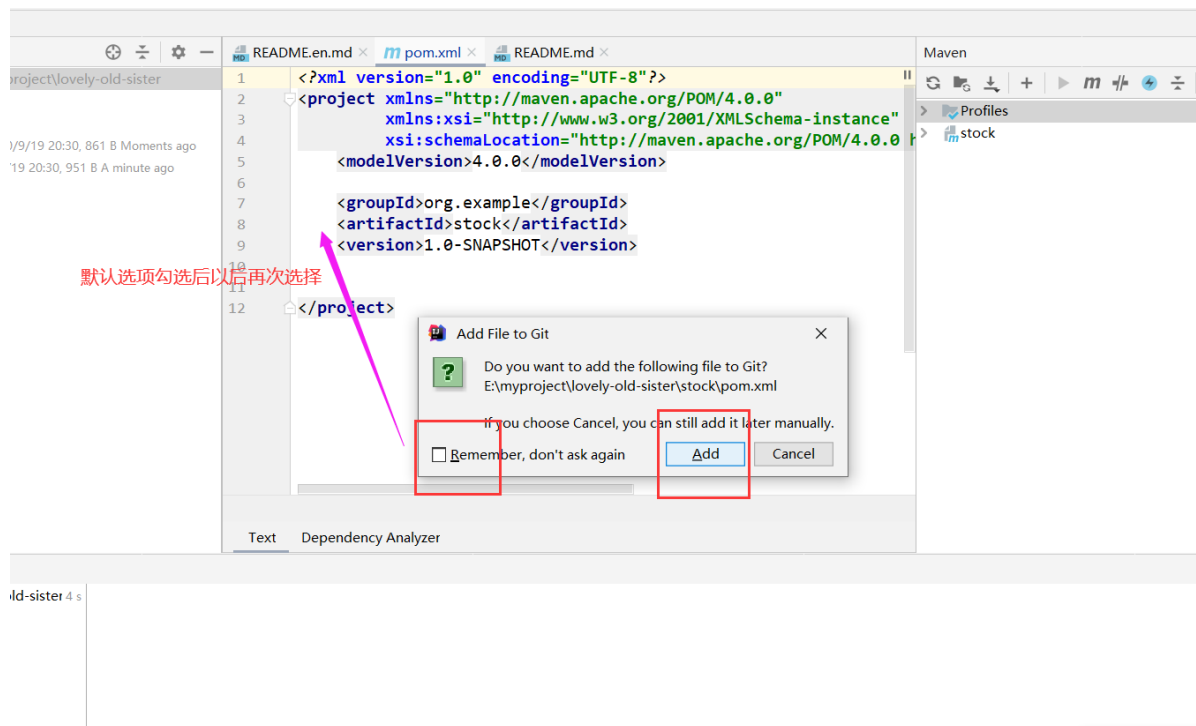 README.en.md
pom.xml
README.md
Maven
project\lovely-old-sister
/9/19 20:30, 861 B Moments ago
/19 20:30, 951 B A minute ago
1 <?xml version="1.0" encoding="UTF-8"?>
2 <project xmlns="http://maven.apache.org/POM/4.0.0"
3 xmlns:xsi="http://www.w3.org/2001/XMLSchema-instance"
4 xsi:schemaLocation="http://maven.apache.org/POM/4.0.0 h
5 <modelVersion>4.0.0</modelVersion>
6
7 <groupId>org.example</groupId>
8 <artifactId>stock</artifactId>
9 <version>1.0-SNAPSHOT</version>
10
11
12 </project>
默认选项勾选后以后再次选择
Profiles
stock
Add File to Git
Do you want to add the following file to Git?
E:\myproject\lovely-old-sister\stock\pom.xml
If you choose Cancel, you can still add it later manually.
Remember, don't ask again
Add
Cancel
Text
Dependency Analyzer
old-sister 4 s